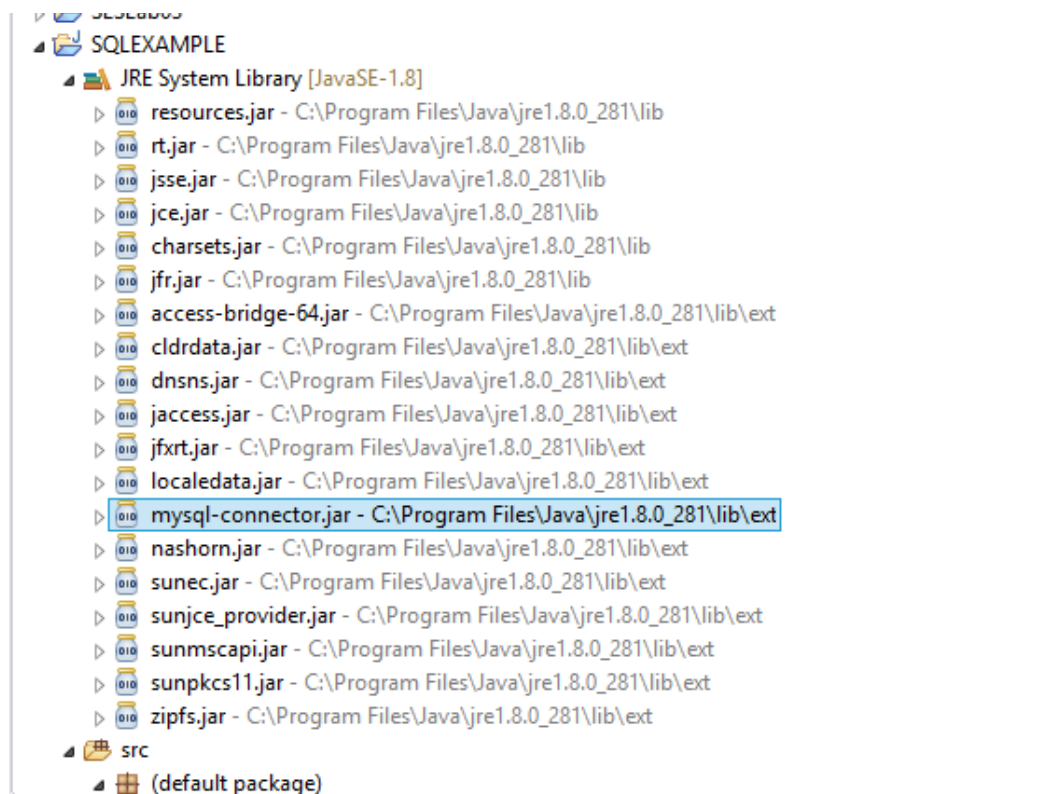 SQLEXAMPLE
JRE System Library [JavaSE-1.8]
resources.jar - C:\Program Files\Java\jre1.8.0_281\lib
rt.jar - C:\Program Files\Java\jre1.8.0_281\lib
jsse.jar - C:\Program Files\Java\jre1.8.0_281\lib
jce.jar - C:\Program Files\Java\jre1.8.0_281\lib
charsets.jar - C:\Program Files\Java\jre1.8.0_281\lib
jfr.jar - C:\Program Files\Java\jre1.8.0_281\lib
access-bridge-64.jar - C:\Program Files\Java\jre1.8.0_281\lib\ext
cldrdata.jar - C:\Program Files\Java\jre1.8.0_281\lib\ext
dnsns.jar - C:\Program Files\Java\jre1.8.0_281\lib\ext
jaccess.jar - C:\Program Files\Java\jre1.8.0_281\lib\ext
jfxrt.jar - C:\Program Files\Java\jre1.8.0_281\lib\ext
localedata.jar - C:\Program Files\Java\jre1.8.0_281\lib\ext
mysql-connector.jar - C:\Program Files\Java\jre1.8.0_281\lib\ext
nashorn.jar - C:\Program Files\Java\jre1.8.0_281\lib\ext
sunec.jar - C:\Program Files\Java\jre1.8.0_281\lib\ext
sunjce_provider.jar - C:\Program Files\Java\jre1.8.0_281\lib\ext
sunmscapi.jar - C:\Program Files\Java\jre1.8.0_281\lib\ext
sunpkcs11.jar - C:\Program Files\Java\jre1.8.0_281\lib\ext
zipfs.jar - C:\Program Files\Java\jre1.8.0_281\lib\ext
src
(default package)